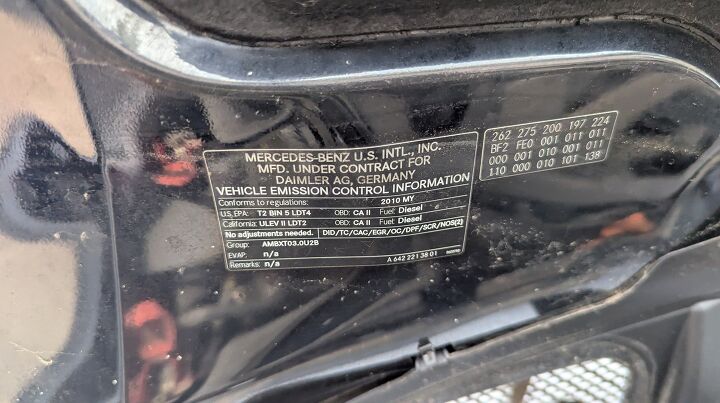 MERCEDES-BENZ U.S. INTL., INC.
MFD. UNDER CONTRACT FOR
DAIMLER AG, GERMANY
VEHICLE EMISSION CONTROL INFORMATION
Conforms to regulations: 2010 MY
US, EPA: T2 BIN 5 LDT4 OBD: CA II Fuel: Diesel
California: ULEV II LDT2 OBD: CA II Fuel: Diesel
No adjustments needed. DID/TC/CAC/EGR/OC/DPF/SCR/NOS(2)
Group: AMBXT03.0U2B
EVAP: n/a
Remarks: n/a A 642 221 38 01
262 275 200 197 224
BF2 FE0 001 011 011
000 001 010 001 011
110 000 010 101 138